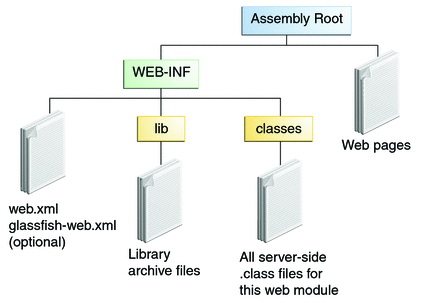 Assembly Root
WEB-INF
lib
classes
Web pages
web.xml
glassfish-web.xml
(optional)
Library
archive files
All server-side
.class files for
this web module